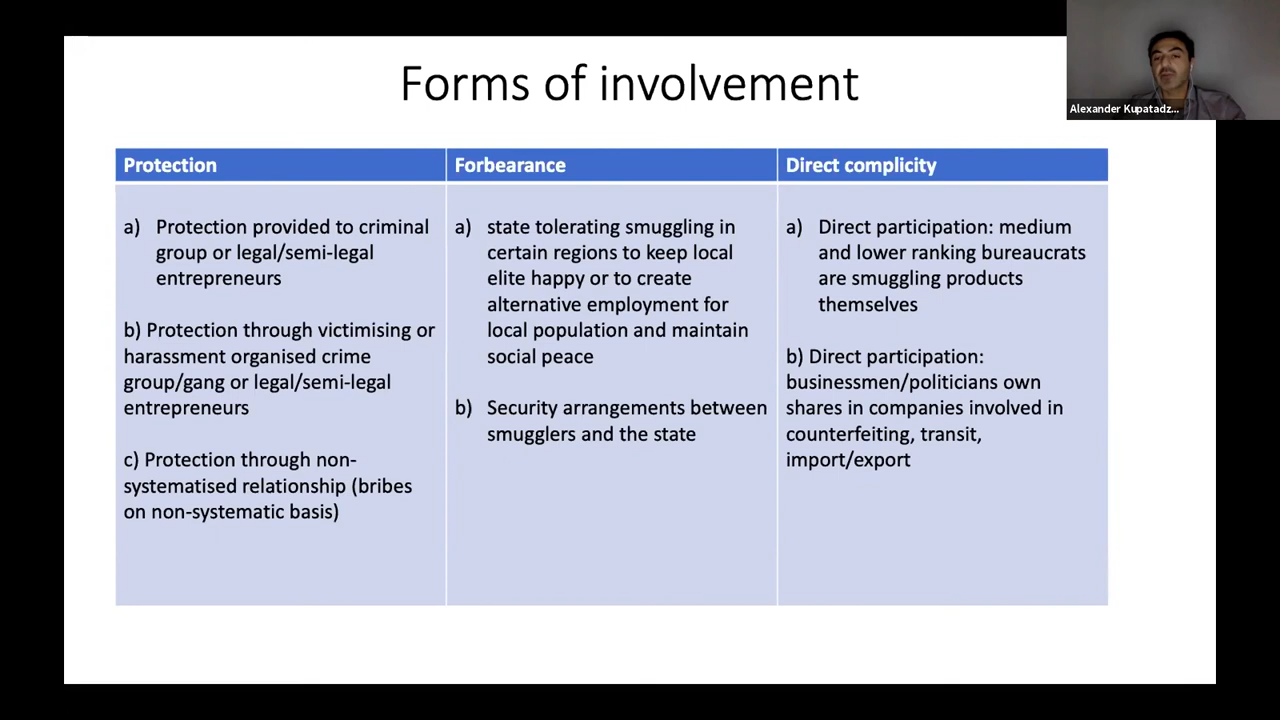 Forms of involvement
Alexander Kupatadz...
Protection
a) Protection provided to criminal
group or legal/semi-legal
entrepreneurs
b) Protection through victimising or
harassment organised crime
group/gang or legal/semi-legal
entrepreneurs
c) Protection through non-
systematised relationship (bribes
on non-systematic basis)
Forbearance
a) state tolerating smuggling in
certain regions to keep local
elite happy or to create
alternative employment for
local population and maintain
social peace
b) Security arrangements between
smugglers and the state
Direct complicity
a) Direct participation: medium
and lower ranking bureaucrats
are smuggling products
themselves
b) Direct participation:
businessmen/politicians own
shares in companies involved in
counterfeiting, transit,
import/export